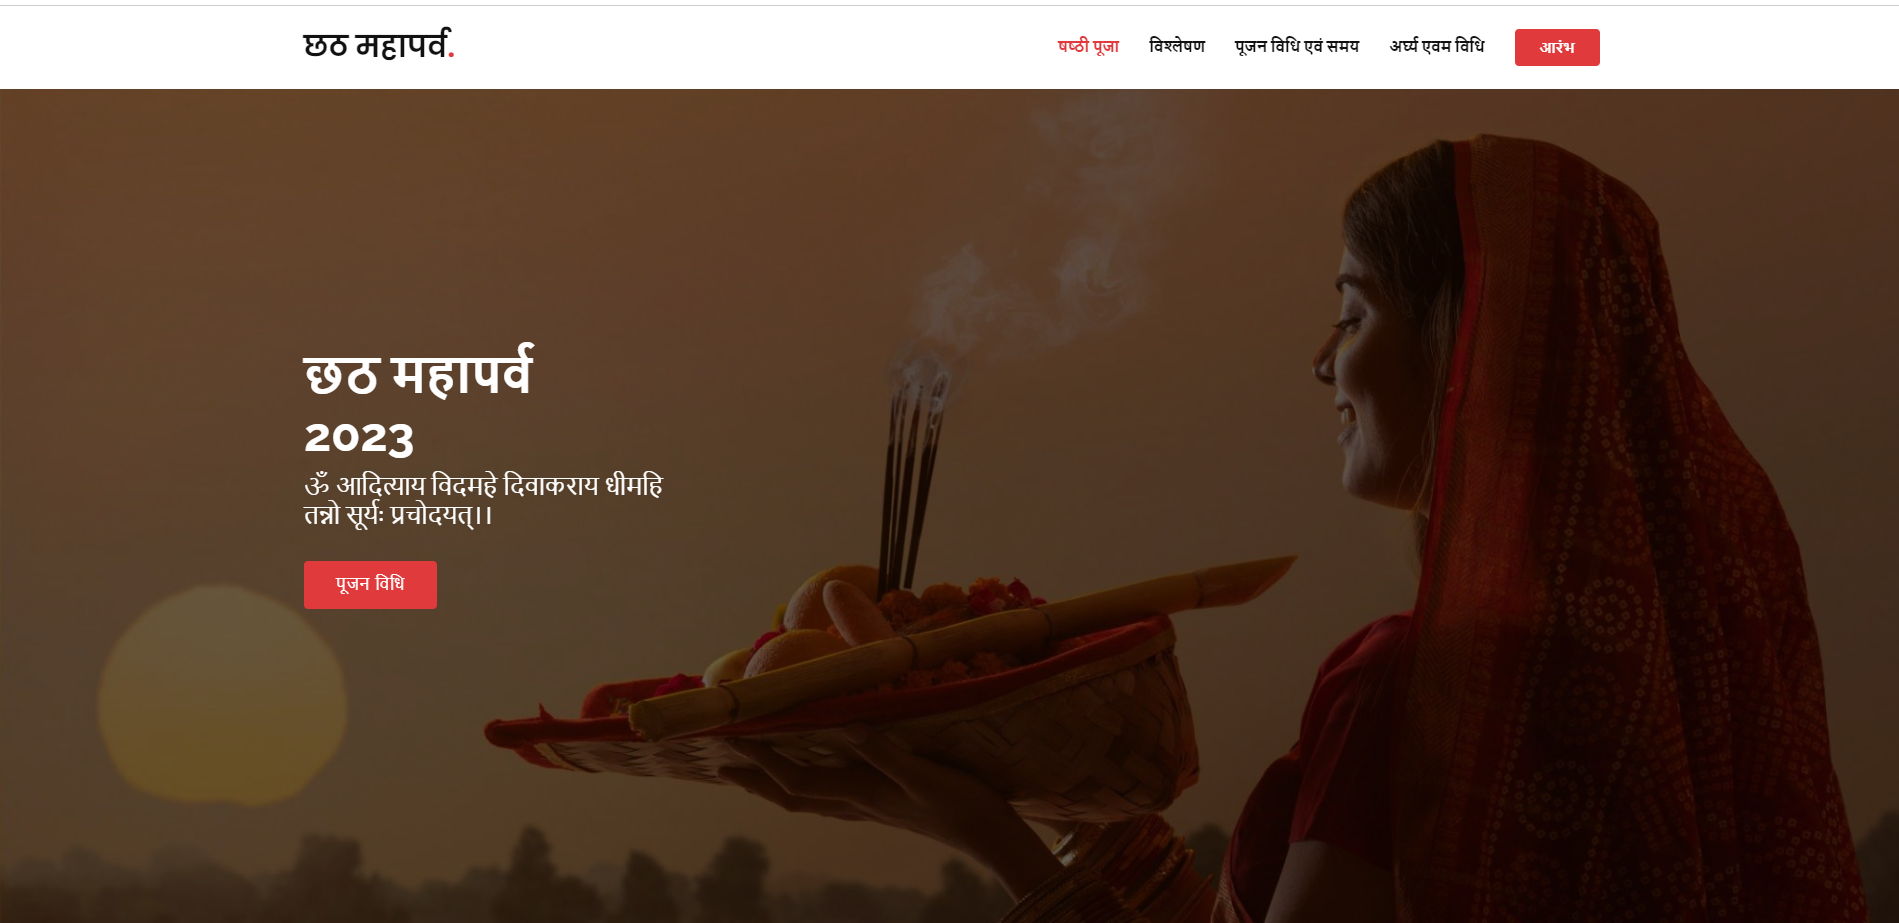 छठ महापर्व.
षष्ठी पूजा
विश्लेषण
पूजन विधि एवं समय
अर्घ्य एवम विधि
आरंभ
छठ महापर्व
2023
ॐ आदित्याय विदमहे दिवाकराय धीमहि
तन्नो सूर्यः प्रचोदयत्।।
पूजन विधि